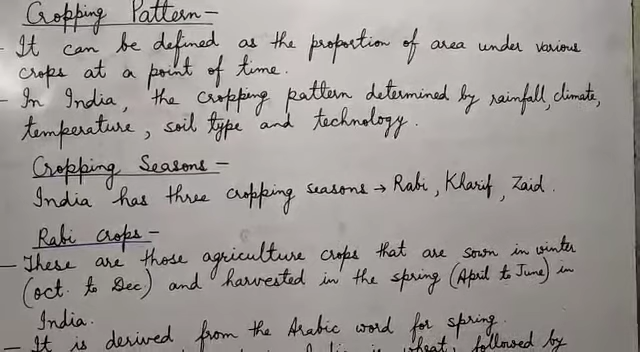 Cropping Pattern -
- It can be defined as the proportion of area under various
crops at a point of time.
- In India, the cropping pattern determined by rainfall, climate,
temperature, soil type and technology.
Cropping Seasons -
India has three cropping seasons → Rabi, Kharif, Zaid.
Rabi crops -
- These are those agriculture crops that are sown in winter
(oct. to Dec) and harvested in the spring (April to June) in
India.
- It is derived from the Arabic word for spring.
is wheat, followed by